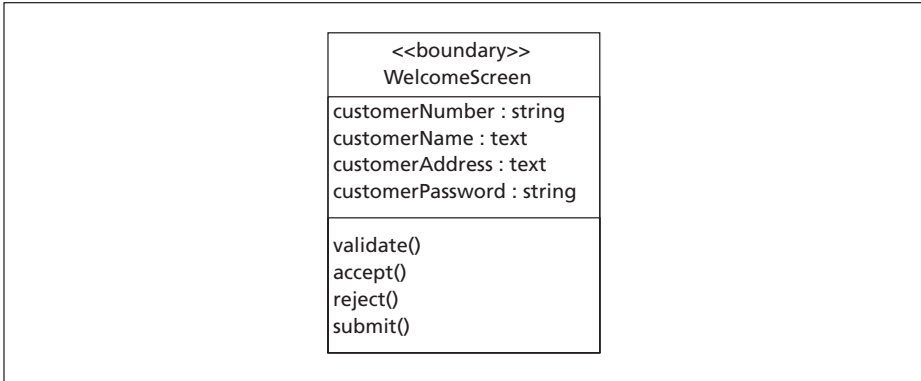 <<boundary>>
WelcomeScreen
customerNumber : string
customerName : text
customerAddress : text
customerPassword : string
validate()
accept()
reject()
submit()